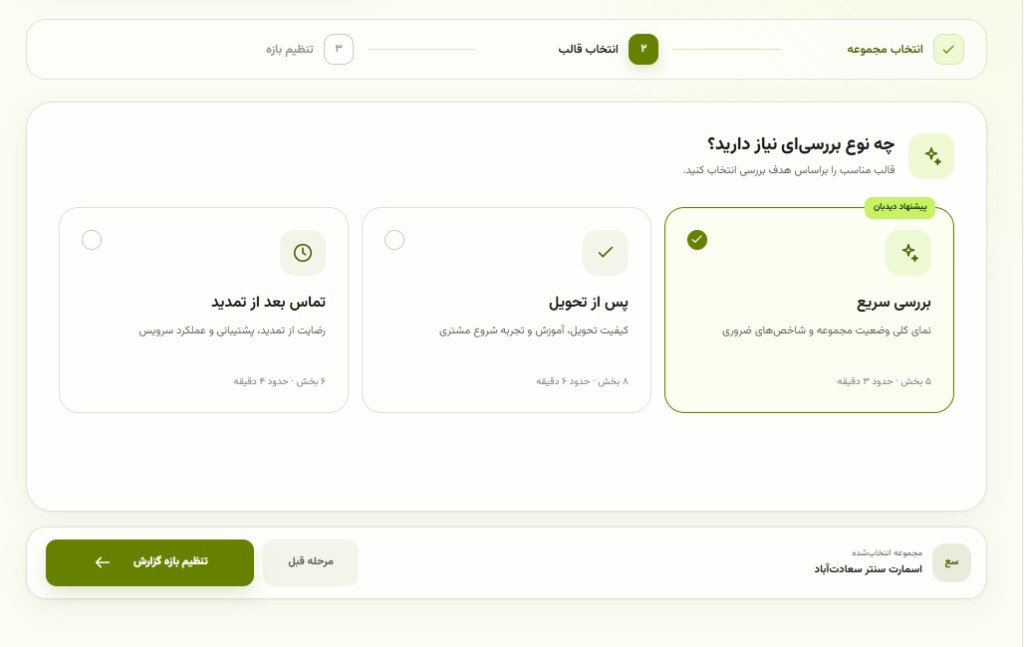 انتخاب مجموعه
۲
انتخاب قالب
۳
تنظیم بازه
چه نوع بررسی‌ای نیاز دارید؟
قالب مناسب را براساس هدف بررسی انتخاب کنید.
پیشنهاد دیدبان
بررسی سریع
نمای کلی وضعیت مجموعه و شاخص‌های ضروری
۵ بخش · حدود ۳ دقیقه
پس از تحویل
کیفیت تحویل، آموزش و تجربه شروع مشتری
۸ بخش · حدود ۶ دقیقه
تماس بعد از تمدید
رضایت از تمدید، پشتیبانی و عملکرد سرویس
۶ بخش · حدود ۴ دقیقه
سع
مجموعه انتخاب‌شده
اسمارت سنتر سعادت‌آباد
مرحله قبل
تنظیم بازه گزارش